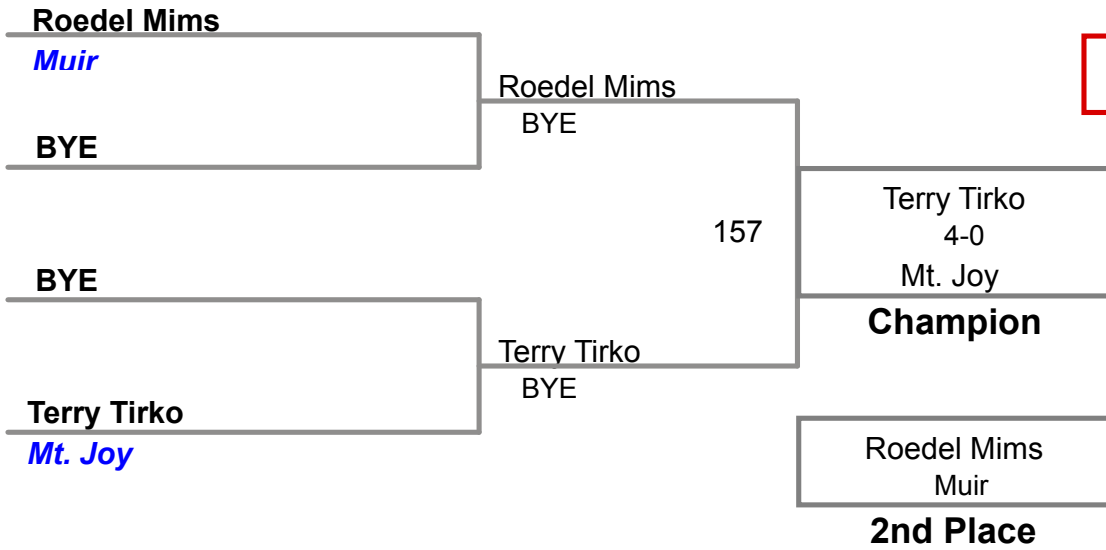 Roedel Mims
Muir
BYE
BYE
Terry Tirko
Mt. Joy
Roedel Mims
BYE
157
Terry Tirko
BYE
Terry Tirko
4-0
Mt. Joy
Champion
Roedel Mims
Muir
2nd Place